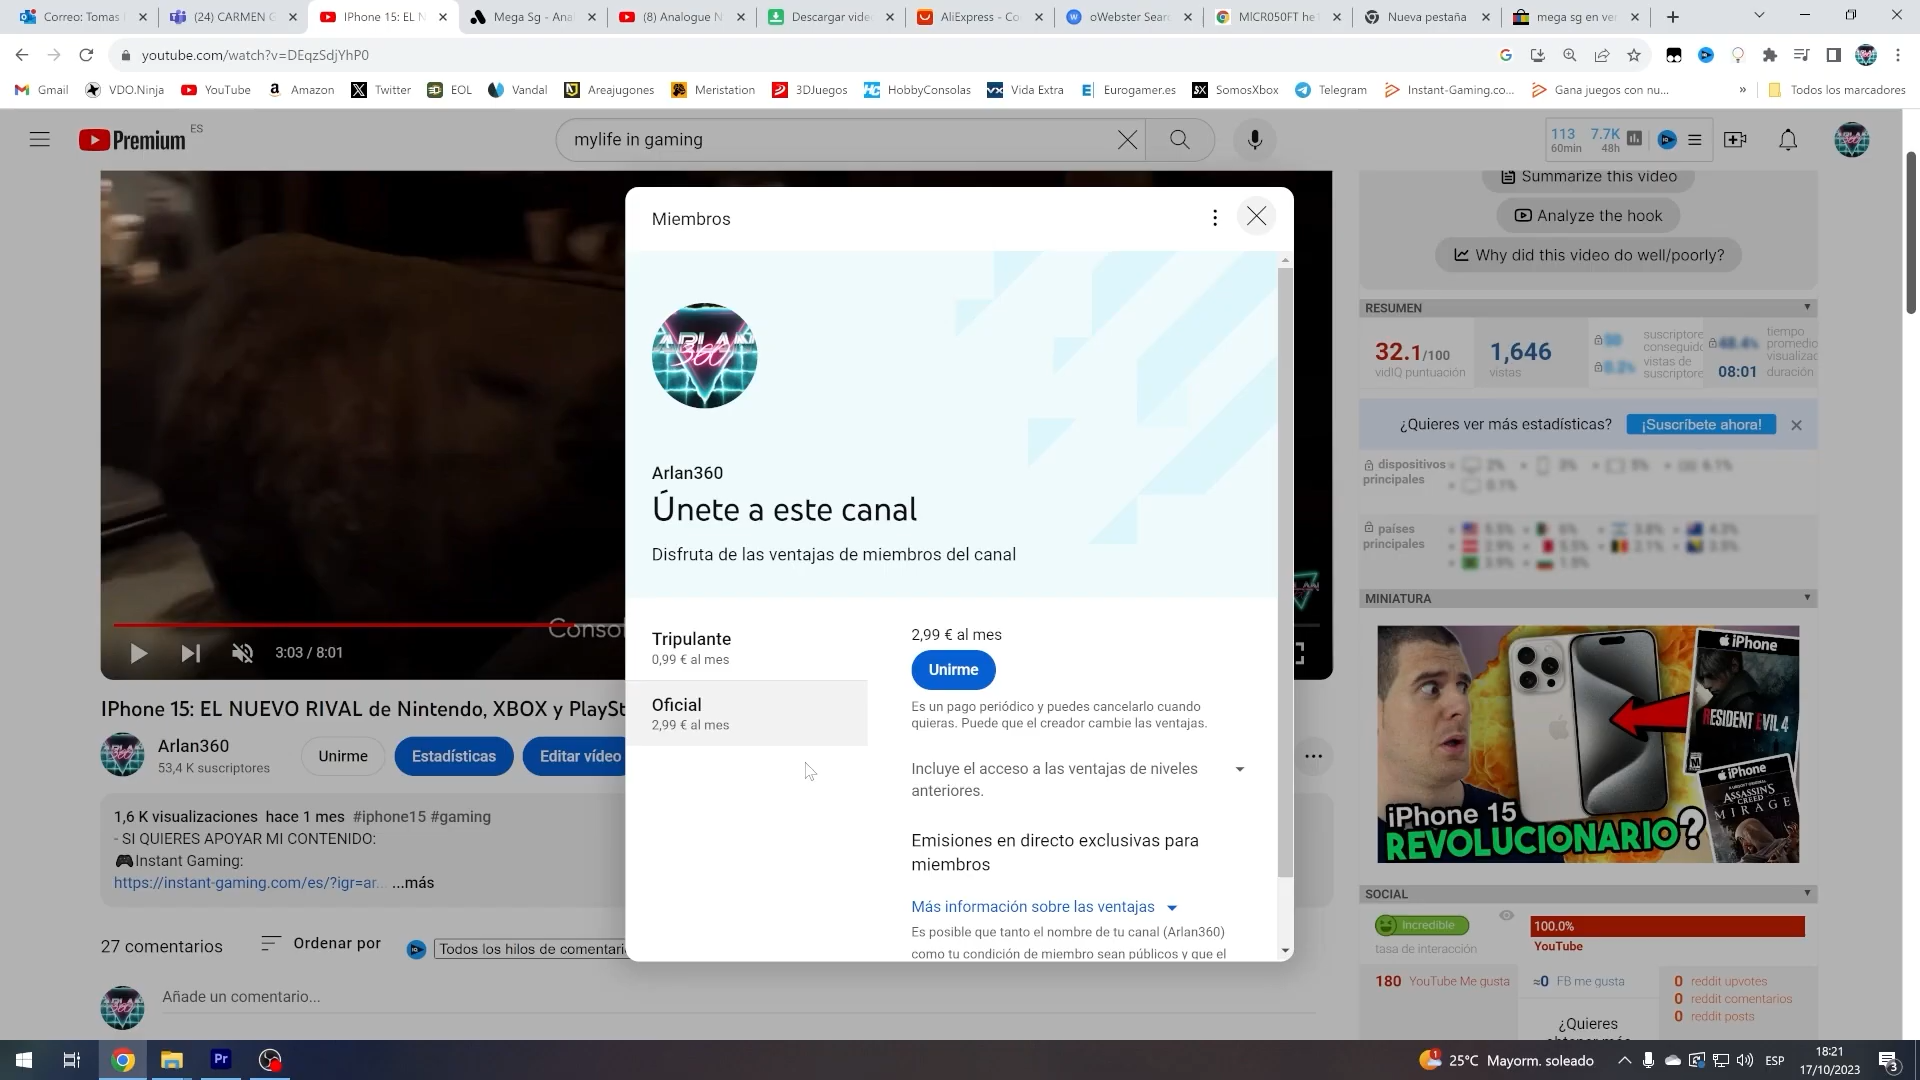 Correo: Tomas
(24) CARMEN G
IPhone 15: EL N
Mega Sg - Ana
(8) Analogue N
Descargar vide
AliExpress - Co
oWebster Sear
MICR050FT he
Nueva pestaña
mega sg en ve
youtube.com/watch?v=DEqzSdjYhP0
Gmail
VDO.Ninja
YouTube
Amazon
Twitter
EOL
Vandal
Areajugones
Meristation
3DJuegos
HobbyConsolas
Vida Extra
Eurogamer.es
SomosXbox
Telegram
Instant-Gaming.co...
Gana juegos con nu...
»
Todos los marcadores
Premium ES
mylife in gaming
113 7.7K
60min 48h
Summarize this video
Analyze the hook
Why did this video do well/poorly?
Miembros
ARLAN
360
Arlan360
Únete a este canal
Disfruta de las ventajas de miembros del canal
Tripulante
0,99 € al mes
Oficial
2,99 € al mes
2,99 € al mes
Unirme
Es un pago periódico y puedes cancelarlo cuando
quieras. Puede que el creador cambie las ventajas.
Incluye el acceso a las ventajas de niveles
anteriores.
Emisiones en directo exclusivas para
miembros
Más información sobre las ventajas
Es posible que tanto el nombre de tu canal (Arlan360)
como tu condición de miembro sean públicos y que el
Consol
3:03 / 8:01
IPhone 15: EL NUEVO RIVAL de Nintendo, XBOX y PlaySt
Arlan360
53,4 K suscriptores
Unirme
Estadísticas
Editar vídeo
1,6 K visualizaciones hace 1 mes #iphone15 #gaming
- SI QUIERES APOYAR MI CONTENIDO:
🎮Instant Gaming:
https://instant-gaming.com/es/?igr=ar... ...más
27 comentarios
Ordenar por
Todos los hilos de comentari
Añade un comentario...
RESUMEN
32.1/100
vidIQ puntuación
1,646
vistas
suscriptore
conseguido
vistas de
suscriptore
tiempo
promedio
visualizac
08:01 duración
¿Quieres ver más estadísticas?
¡Suscríbete ahora!
dispositivos
principales
países
principales
MINIATURA
iPhone
RESIDENT EVIL 4
iPhone
ASSASSIN'S
CREED
MIRAGE
iPhone 15
REVOLUCIONARIO?
SOCIAL
Incredible
tasa de interacción
100.0%
YouTube
180 YouTube Me gusta
≈0 FB me gusta
0 reddit upvotes
0 reddit comentarios
0 reddit posts
¿Quieres
Pr
25°C Mayorm. soleado
ESP
18:21
17/10/2023
3